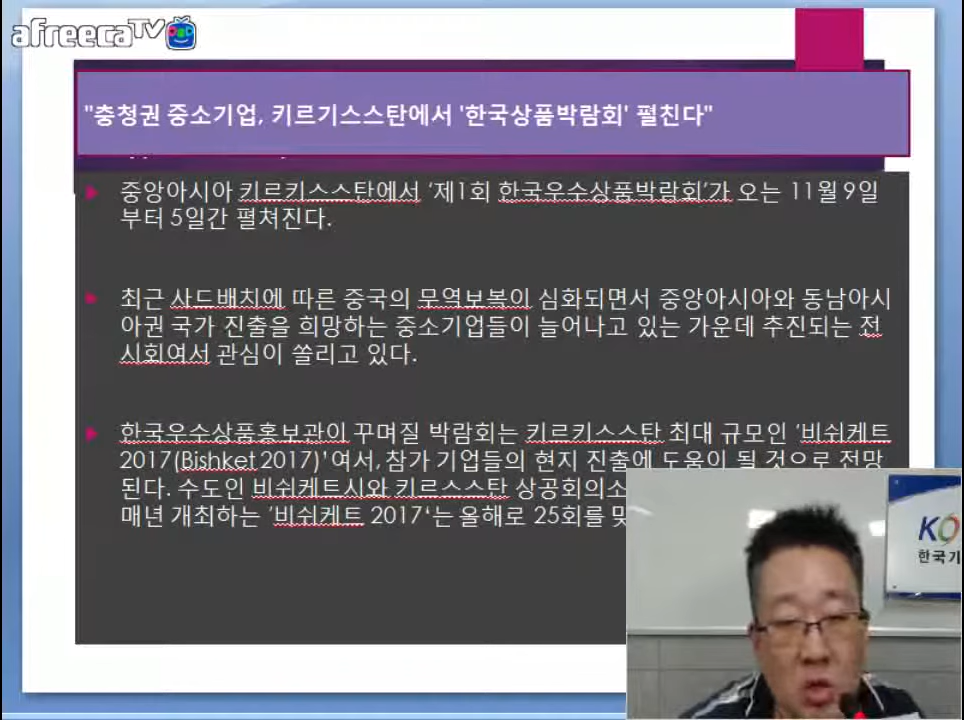 afreecaTV
"충청권 중소기업, 키르기스스탄에서 '한국상품박람회' 펼친다"
중앙아시아 키르키스스탄에서 ‘제1회 한국우수상품박람회’가 오는 11월 9일
부터 5일간 펼쳐진다.
최근 사드배치에 따른 중국의 무역보복이 심화되면서 중앙아시아와 동남아시
아권 국가 진출을 희망하는 중소기업들이 늘어나고 있는 가운데 추진되는 전
시회여서 관심이 쏠리고 있다.
한국우수상품홍보관이 꾸며질 박람회는 키르키스스탄 최대 규모인 ‘비쉬케트
2017(Bishket 2017)’여서, 참가 기업들의 현지 진출에 도움이 될 것으로 전망
된다. 수도인 비쉬케트시와 키르스스탄 상공회의소
매년 개최하는 ‘비쉬케트 2017‘는 올해로 25회를
KO
한국기